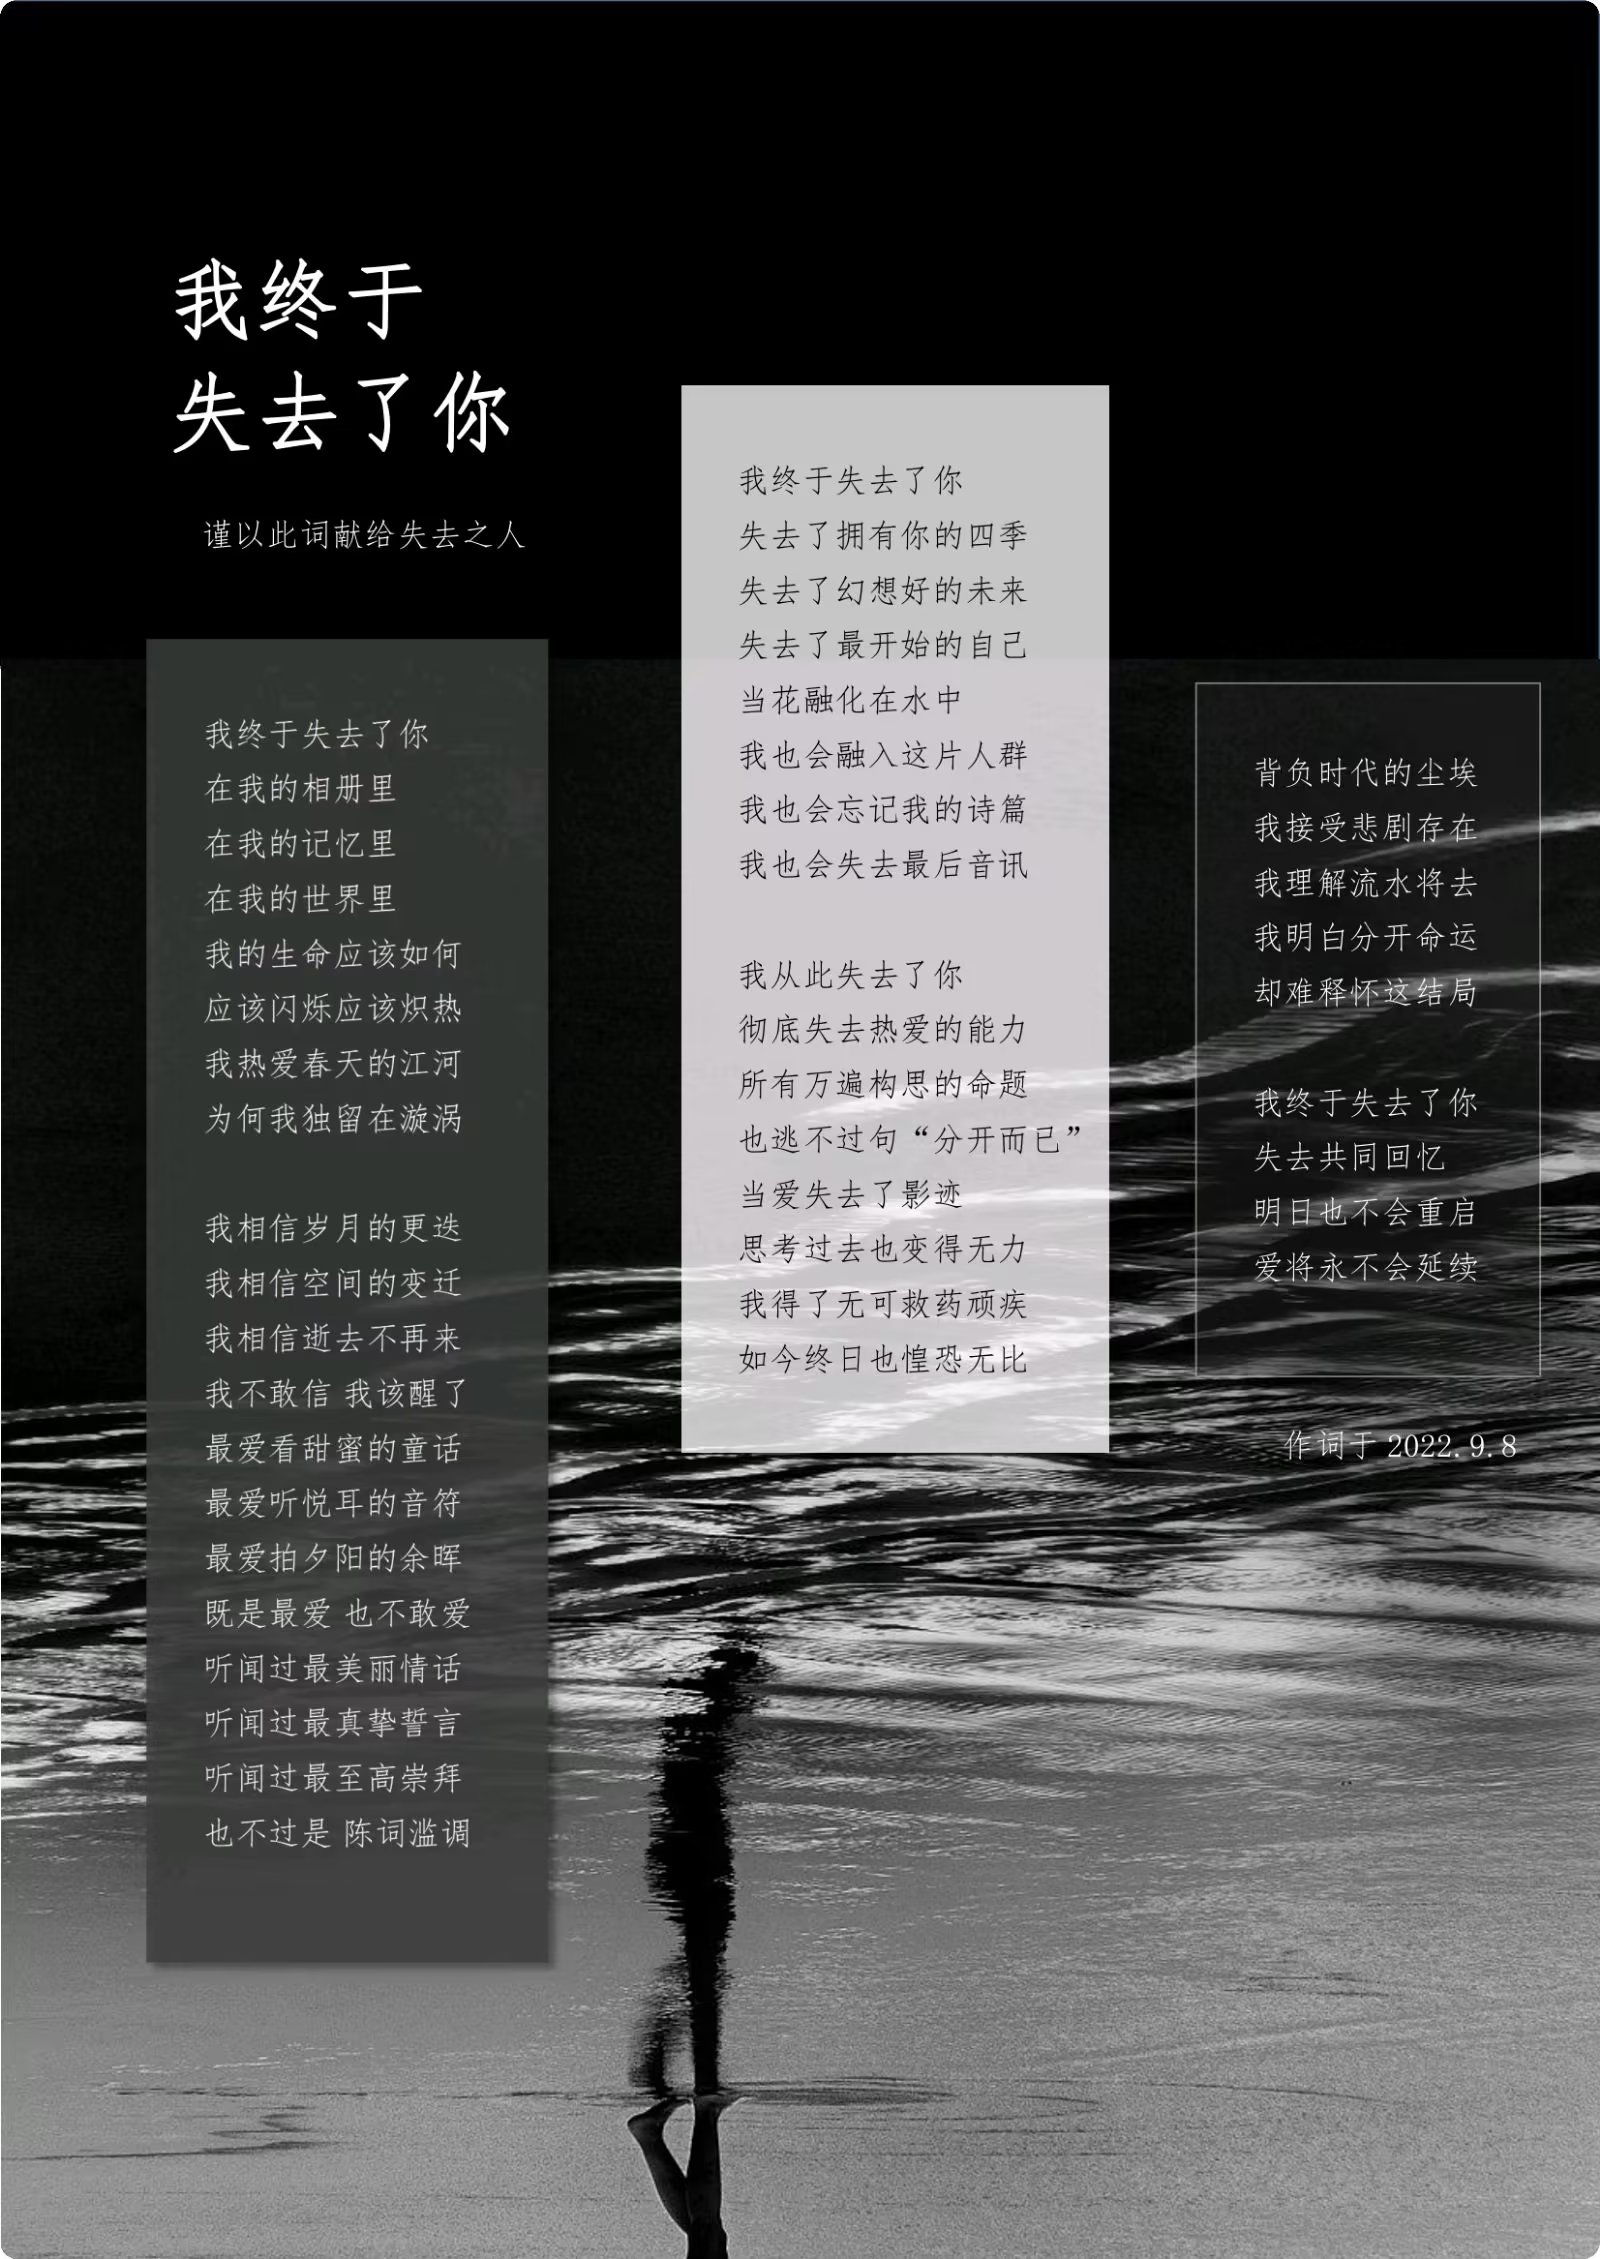 我终于
失去了你
谨以此词献给失去之人
我终于失去了你
在我的相册里
在我的记忆里
在我的世界里
我的生命应该如何
应该闪烁应该炽热
我热爱春天的江河
为何我独留在漩涡
我相信岁月的更迭
我相信空间的变迁
我相信逝去不再来
我不敢信 我该醒了
最爱看甜蜜的童话
最爱听悦耳的音符
最爱拍夕阳的余晖
既是最爱 也不敢爱
听闻过最美丽情话
听闻过最真挚誓言
听闻过最至高崇拜
也不过是 陈词滥调
我终于失去了你
失去了拥有你的四季
失去了幻想好的未来
失去了最开始的自己
当花融化在水中
我也会融入这片人群
我也会忘记我的诗篇
我也会失去最后音讯
我从此失去了你
彻底失去热爱的能力
所有万遍构思的命题
也逃不过句“分开而已”
当爱失去了影迹
思考过去也变得无力
我得了无可救药顽疾
如今终日也惶恐无比
背负时代的尘埃
我接受悲剧存在
我理解流水将去
我明白分开命运
却难释怀这结局
我终于失去了你
失去共同回忆
明日也不会重启
爱将永不会延续
作词于 2022.9.8